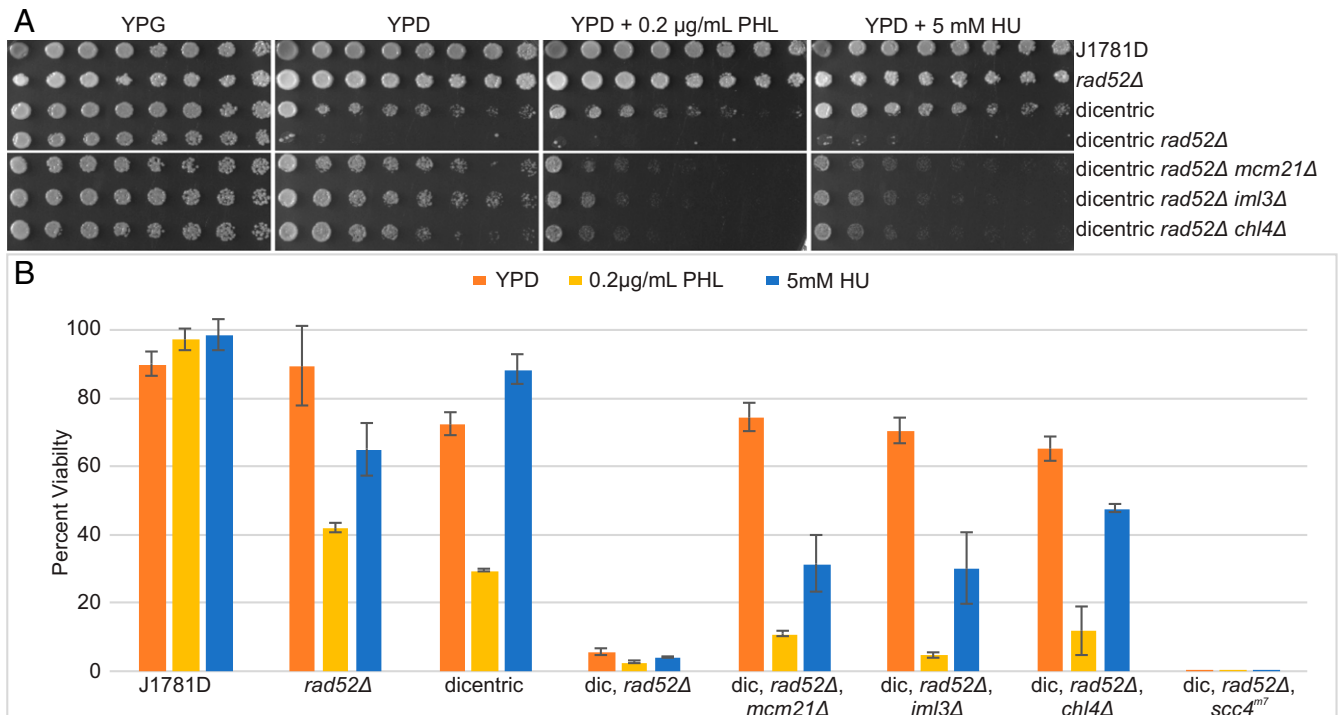 A
YPG YPD YPD + 0.2 µg/mL PHL YPD + 5 mM HU
J1781D
rad52Δ
dicentric
dicentric rad52Δ
dicentric rad52Δ mcm21Δ
dicentric rad52Δ iml3Δ
dicentric rad52Δ chl4Δ
B
YPD 0.2µg/mL PHL 5mM HU
Percent Viabilty
100
80
60
40
20
0
J1781D rad52Δ dicentric dic, rad52Δ dic, rad52Δ, dic, rad52Δ, dic, rad52Δ, dic, rad52Δ,
mcm21Δ iml3Δ chl4Δ scc4m7